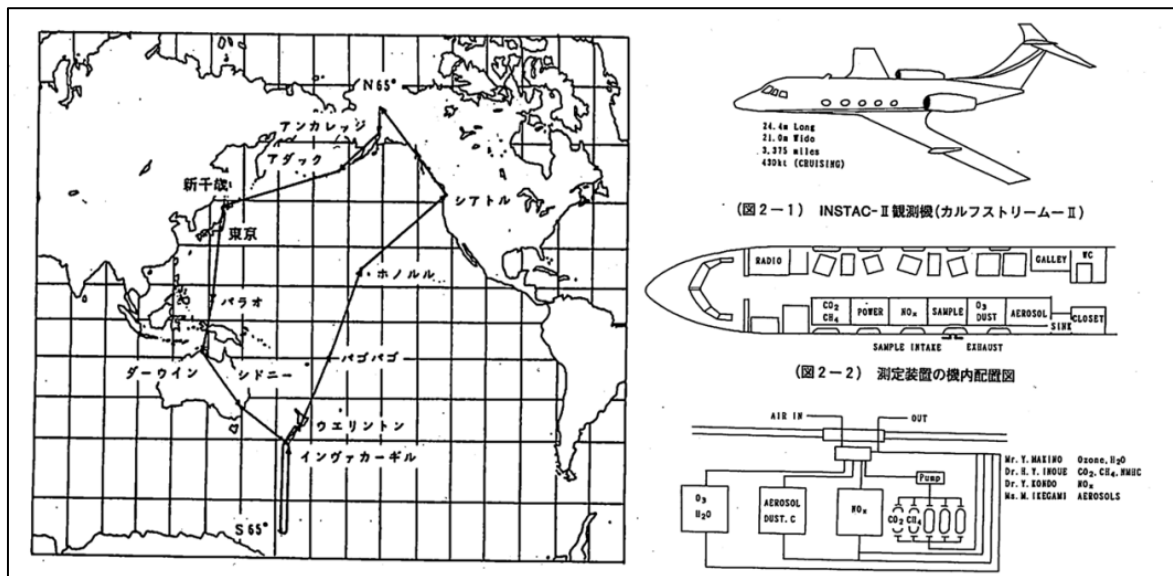 N65°
アンカレッジ
アダック
新千歳
シアトル
東京
ホノルル
パラオ
パゴパゴ
ダーウイン
シドニー
ウエリントン
インヴァカーギル
S65°
24.4m Long
21.0m Wide
3,375 miles
430kt (CRUISING)
(図2-1) INSTAC-Ⅱ観測機(カルフストリームーⅡ)
RADIO
GALLEY
WC
CO2
CH4
POWER
NOx
SAMPLE
O3
DUST
AEROSOL
SINK
CLOSET
SAMPLE INTAKE
EXHAUST
(図2-2) 測定装置の機内配置図
AIR IN
OUT
Pump
O3
H2O
AEROSOL
DUST.C
NOx
CO2
CH4
Mr. Y. MAKINO Ozone, H2O
Dr. H. Y. INOUE CO2, CH4, NMHC
Dr. Y. KONDO NOx
Ms. M. IKEGAMI AEROSOLS